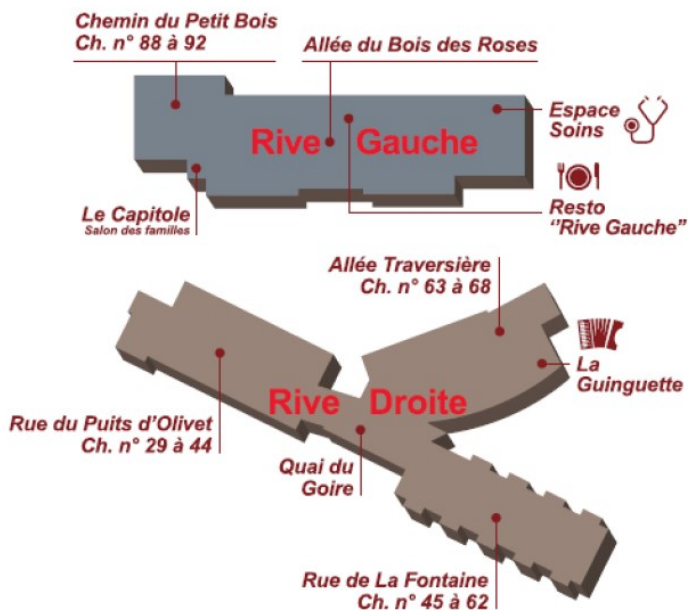 Chemin du Petit Bois
Ch. n° 88 à 92
Allée du Bois des Roses
Espace
Soins
Rive Gauche
Le Capitole
Salon des familles
Resto
"Rive Gauche"
Allée Traversière
Ch. n° 63 à 68
La
Guinguette
Rive Droite
Rue du Puits d'Olivet
Ch. n° 29 à 44
Quai du
Goire
Rue de La Fontaine
Ch. n° 45 à 62